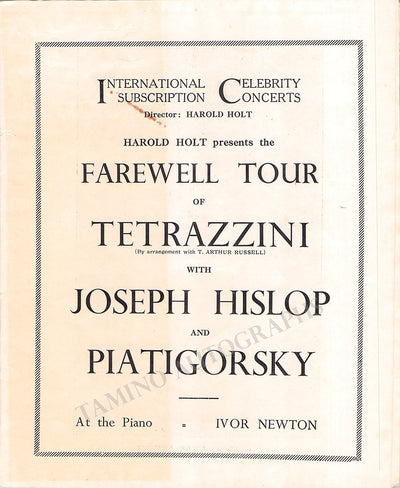 INTERNATIONAL CELEBRITY
SUBSCRIPTION CONCERTS
Director: HAROLD HOLT
HAROLD HOLT presents the
FAREWELL TOUR
OF
TETRAZZINI
(By arrangement with T. ARTHUR RUSSELL)
WITH
JOSEPH HISLOP
AND
PIATIGORSKY
At the Piano - IVOR NEWTON
TAMINO AUTOGRAPHS